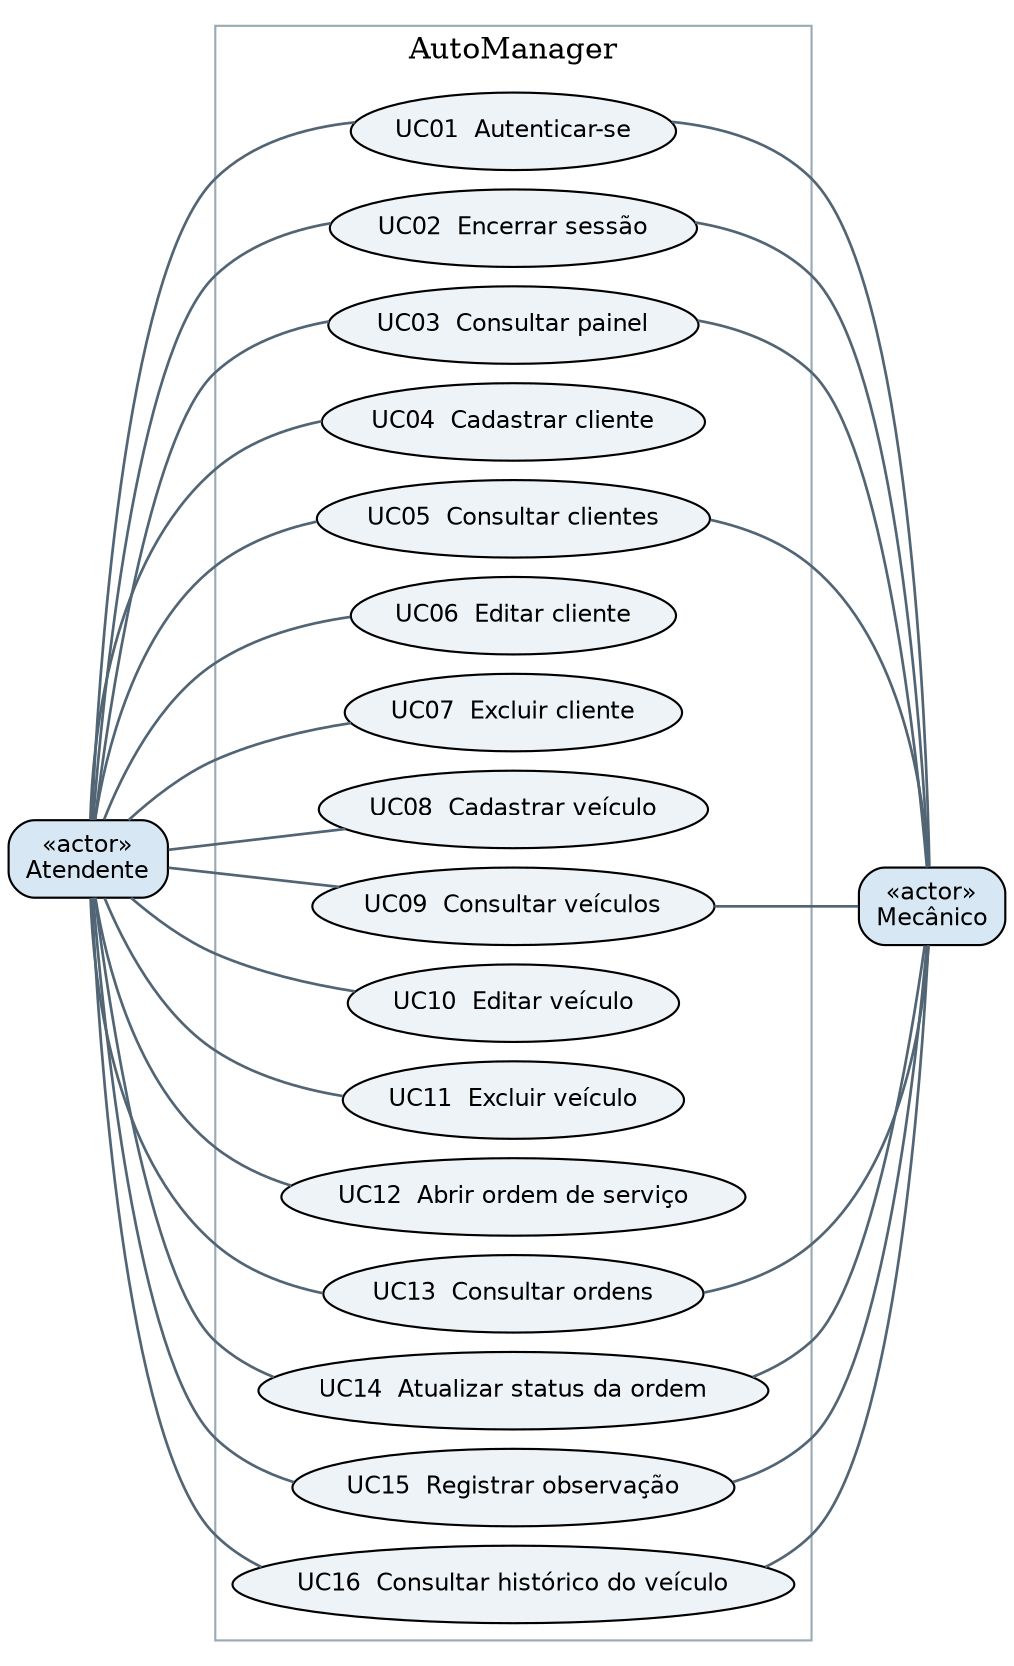 AutoManager
UC01  Autenticar-se
UC02  Encerrar sessão
UC03  Consultar painel
UC04  Cadastrar cliente
UC05  Consultar clientes
UC06  Editar cliente
UC07  Excluir cliente
UC08  Cadastrar veículo
«actor»
Atendente
UC09  Consultar veículos
«actor»
Mecânico
UC10  Editar veículo
UC11  Excluir veículo
UC12  Abrir ordem de serviço
UC13  Consultar ordens
UC14  Atualizar status da ordem
UC15  Registrar observação
UC16  Consultar histórico do veículo